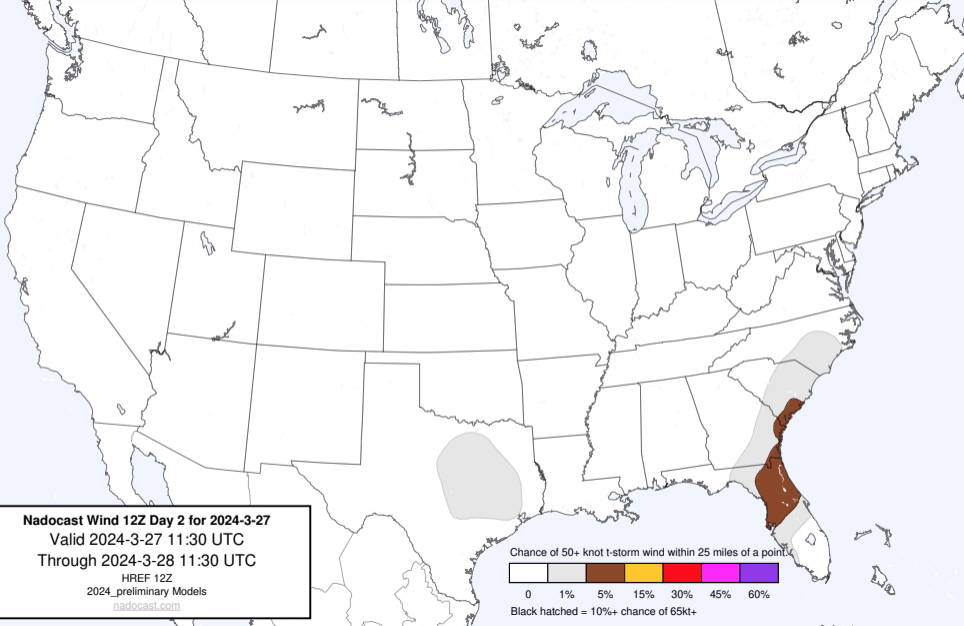 Nadocast Wind 12Z Day 2 for 2024-3-27
Valid 2024-3-27 11:30 UTC
Through 2024-3-28 11:30 UTC
HREF 12Z
2024_preliminary Models
nadocast.com
Chance of 50+ knot t-storm wind within 25 miles of a point.
0 1% 5% 15% 30% 45% 60%
Black hatched = 10%+ chance of 65kt+